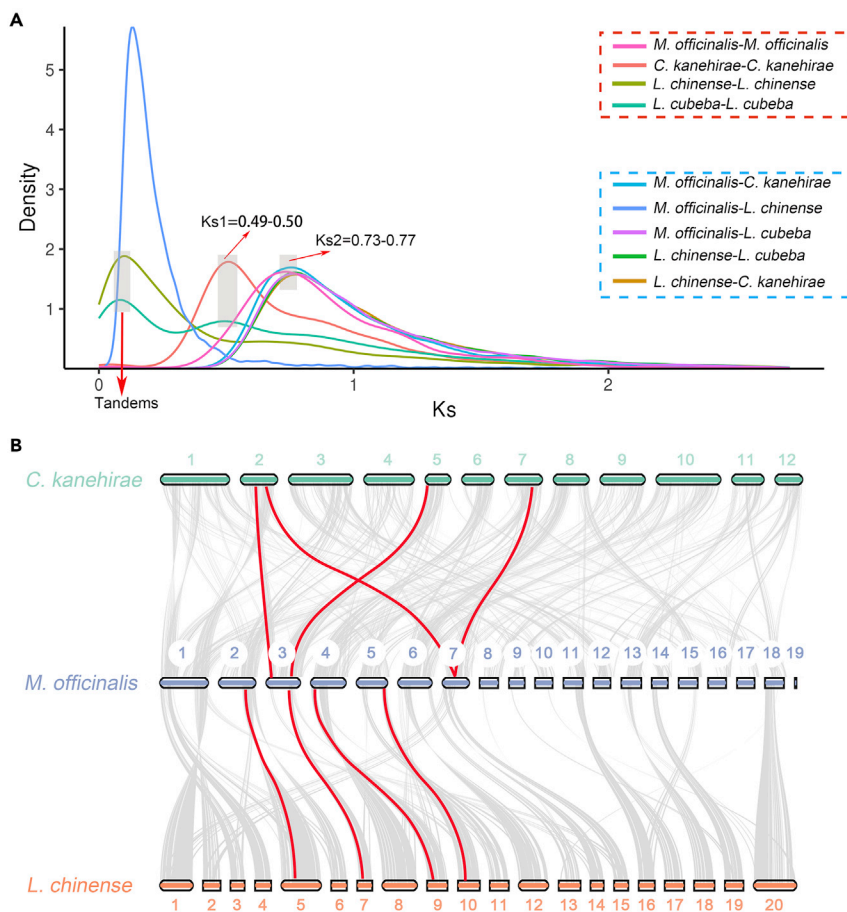 A
5
4
3
2
1
Density
Ks1=0.49-0.50
Ks2=0.73-0.77
M. officinalis-M. officinalis
C. kanehirae-C. kanehirae
L. chinense-L. chinense
L. cubeba-L. cubeba
M. officinalis-C. kanehirae
M. officinalis-L. chinense
M. officinalis-L. cubeba
L. chinense-L. cubeba
L. chinense-C. kanehirae
0 1 2
Tandems
Ks
B
1 2 3 4 5 6 7 8 9 10 11 12
C. kanehirae
1 2 3 4 5 6 7 8 9 10 11 12 13 14 15 16 17 18 19
M. officinalis
L. chinense
1 2 3 4 5 6 7 8 9 10 11 12 13 14 15 16 17 18 19 20